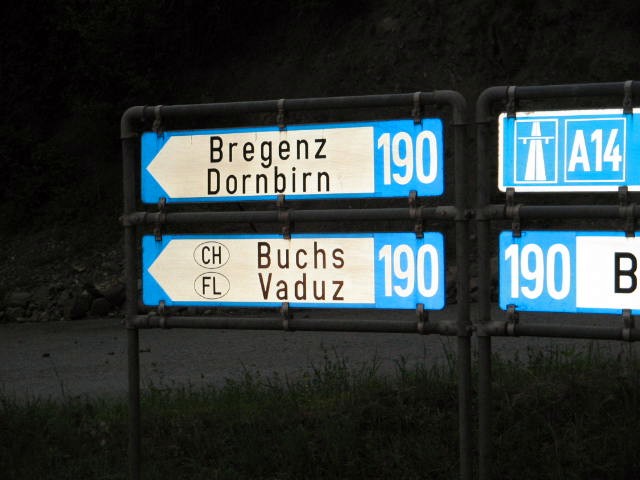 Bregenz
Dornbirn
190
CH Buchs
FL Vaduz
190
A14
190 B